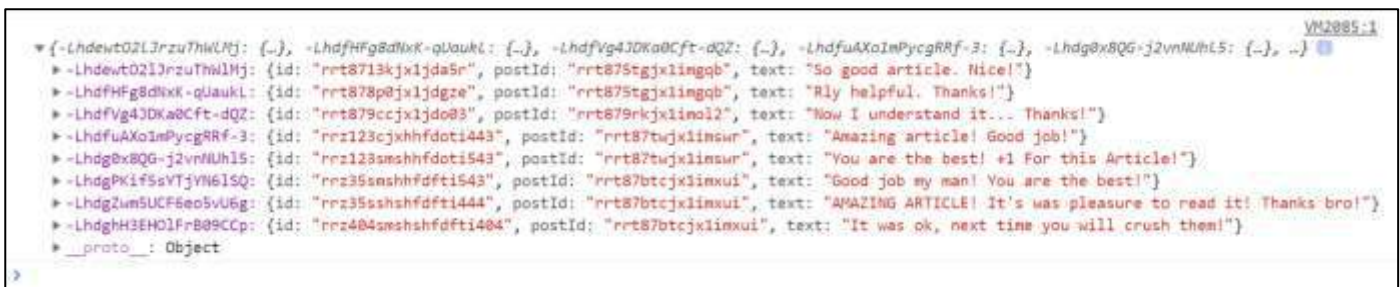 VM2085:1
▼{-LhdewtO2lJrzuThWlMj: {…}, -LhdfHFg8dNxK-qUaukL: {…}, -LhdfVg4JDKa0Cft-dQZ: {…}, -LhdfuAXo1mPycgRRf-3: {…}, -Lhdg0x8QG-j2vnNUhL5: {…}, …}
▶-LhdewtO2lJrzuThWlMj: {id: "rrt8713kjx1jda5r", postId: "rrt875tgjx1imgqb", text: "So good article. Nice!"}
▶-LhdfHFg8dNxK-qUaukL: {id: "rrt878p0jx1jdgze", postId: "rrt875tgjx1imgqb", text: "Rly helpful. Thanks!"}
▶-LhdfVg4JDKa0Cft-dQZ: {id: "rrt879ccjx1jdo03", postId: "rrt879rkjx1imol2", text: "Now I understand it... Thanks!"}
▶-LhdfuAXo1mPycgRRf-3: {id: "rrz123cjxhhfdoti443", postId: "rrt87twjx1imswr", text: "Amazing article! Good job!"}
▶-Lhdg0x8QG-j2vnNUhl5: {id: "rrz123smshhfdoti543", postId: "rrt87twjx1imswr", text: "You are the best! +1 For this Article!"}
▶-LhdgPKif5sYTjYN6lSQ: {id: "rrz35smshhfdfti543", postId: "rrt87btcjx1imxui", text: "Good job my man! You are the best!"}
▶-LhdgZum5UCF6eo5vU6g: {id: "rrz35sshshhfdfti444", postId: "rrt87btcjx1imxui", text: "AMAZING ARTICLE! It's was pleasure to read it! Thanks bro!"}
▶-LhdghH3EHOlFrB09CCp: {id: "rrz404smshshfdfti404", postId: "rrt87btcjx1imxui", text: "It was ok, next time you will crush them!"}
▶__proto__: Object
>